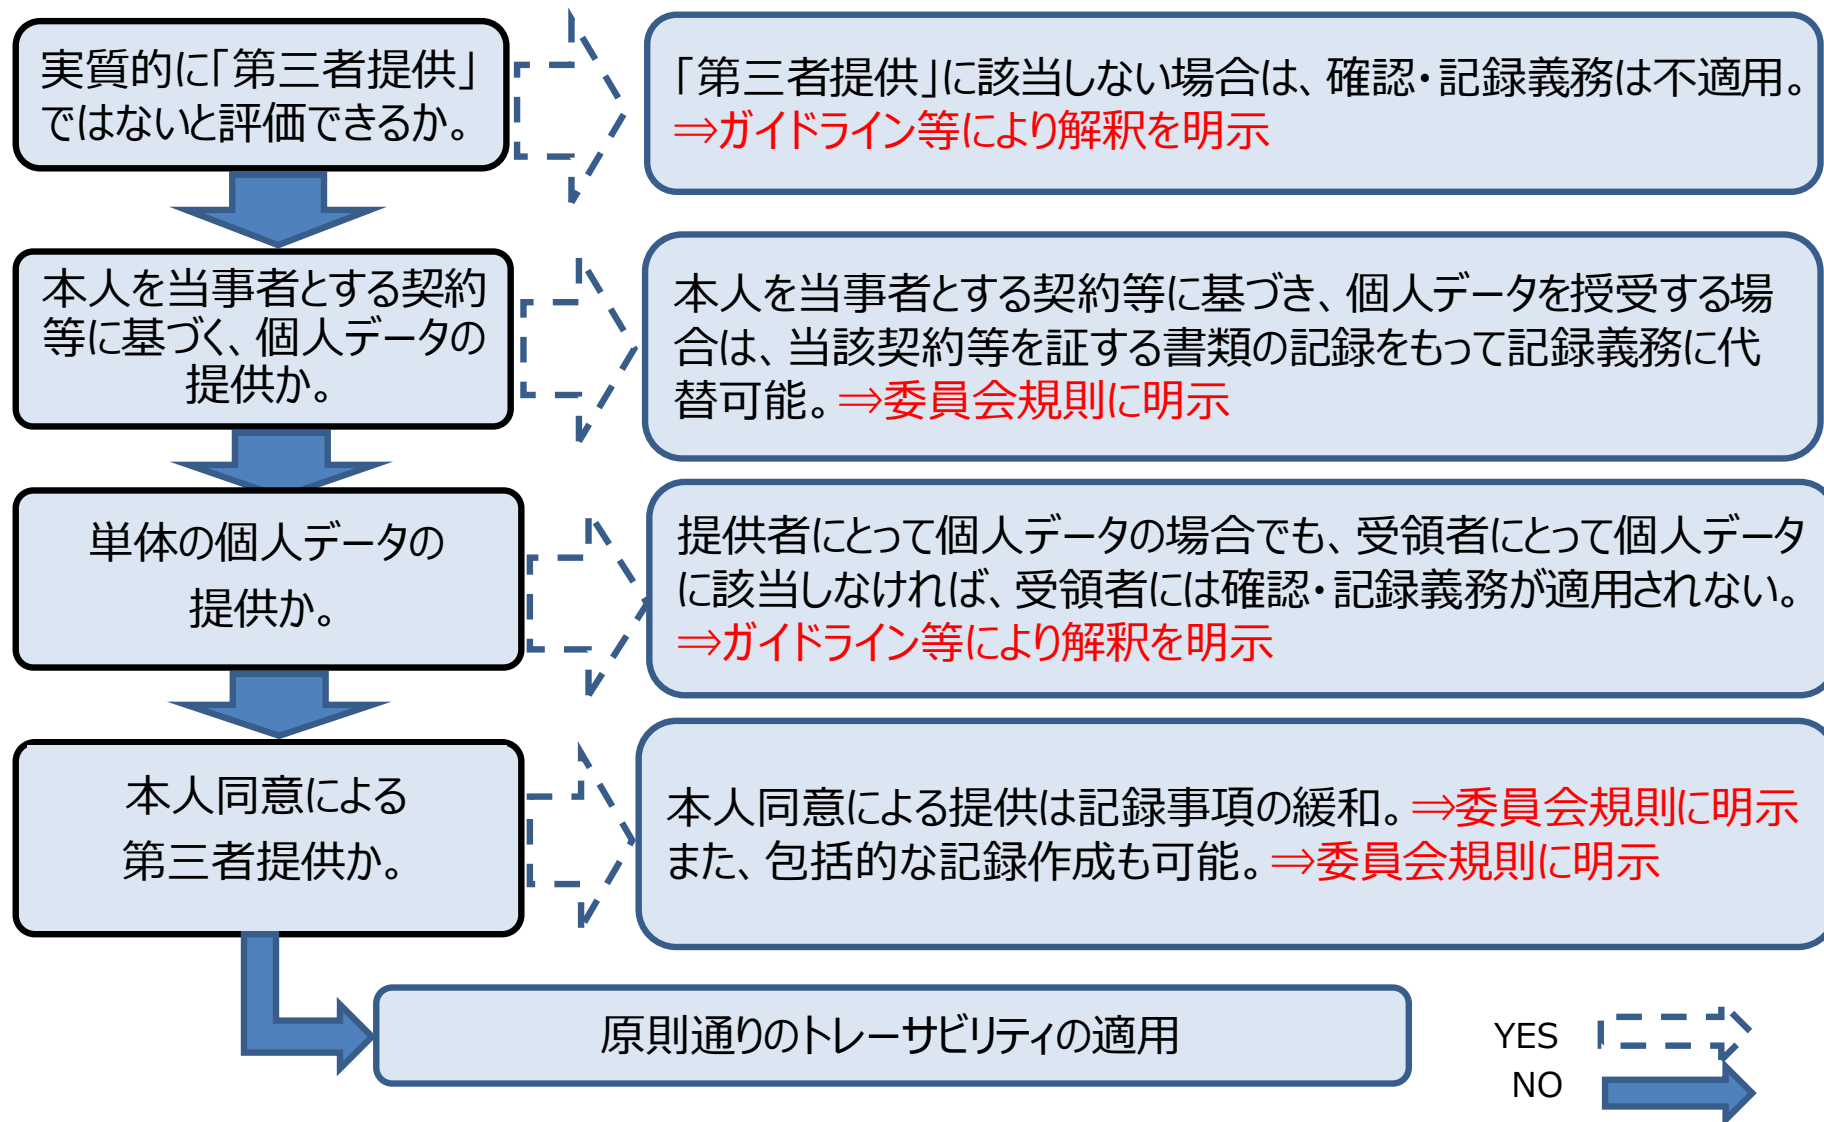 実質的に「第三者提供」
ではないと評価できるか。
「第三者提供」に該当しない場合は、確認・記録義務は不適用。
⇒ガイドライン等により解釈を明示
本人を当事者とする契約
等に基づく、個人データの
提供か。
本人を当事者とする契約等に基づき、個人データを授受する場
合は、当該契約等を証する書類の記録をもって記録義務に代
替可能。⇒委員会規則に明示
単体の個人データの
提供か。
提供者にとって個人データの場合でも、受領者にとって個人データ
に該当しなければ、受領者には確認・記録義務が適用されない。
⇒ガイドライン等により解釈を明示
本人同意による
第三者提供か。
本人同意による提供は記録事項の緩和。⇒委員会規則に明示
また、包括的な記録作成も可能。⇒委員会規則に明示
原則通りのトレーサビリティの適用
YES
NO